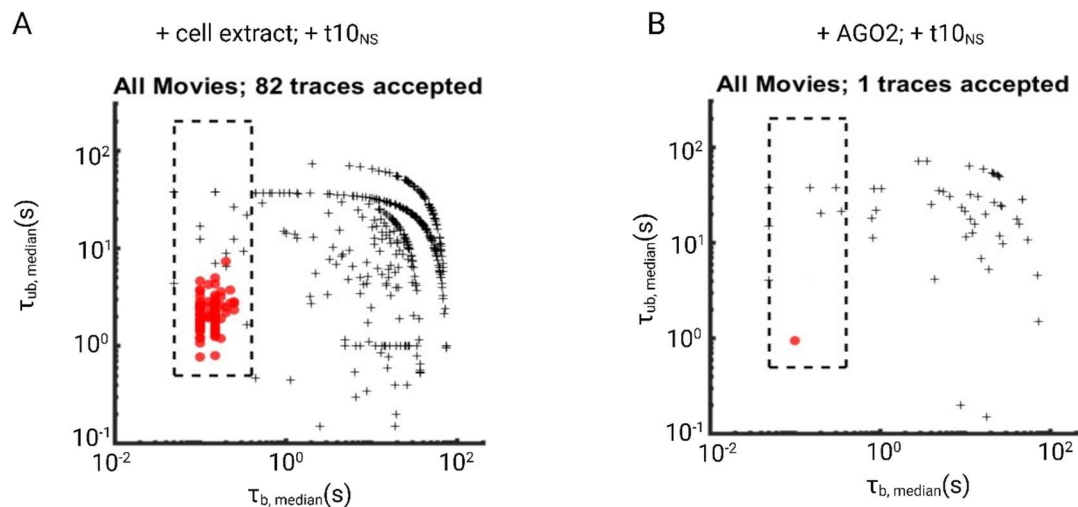 A
+ cell extract; + t10NS
All Movies; 82 traces accepted
τub, median(s)
10²
10¹
10⁰
10⁻¹
10⁻²
10⁰
10²
τb, median(s)
B
+ AGO2; + t10NS
All Movies; 1 traces accepted
τub, median(s)
10²
10¹
10⁰
10⁻¹
10⁻²
10⁰
10²
τb, median(s)